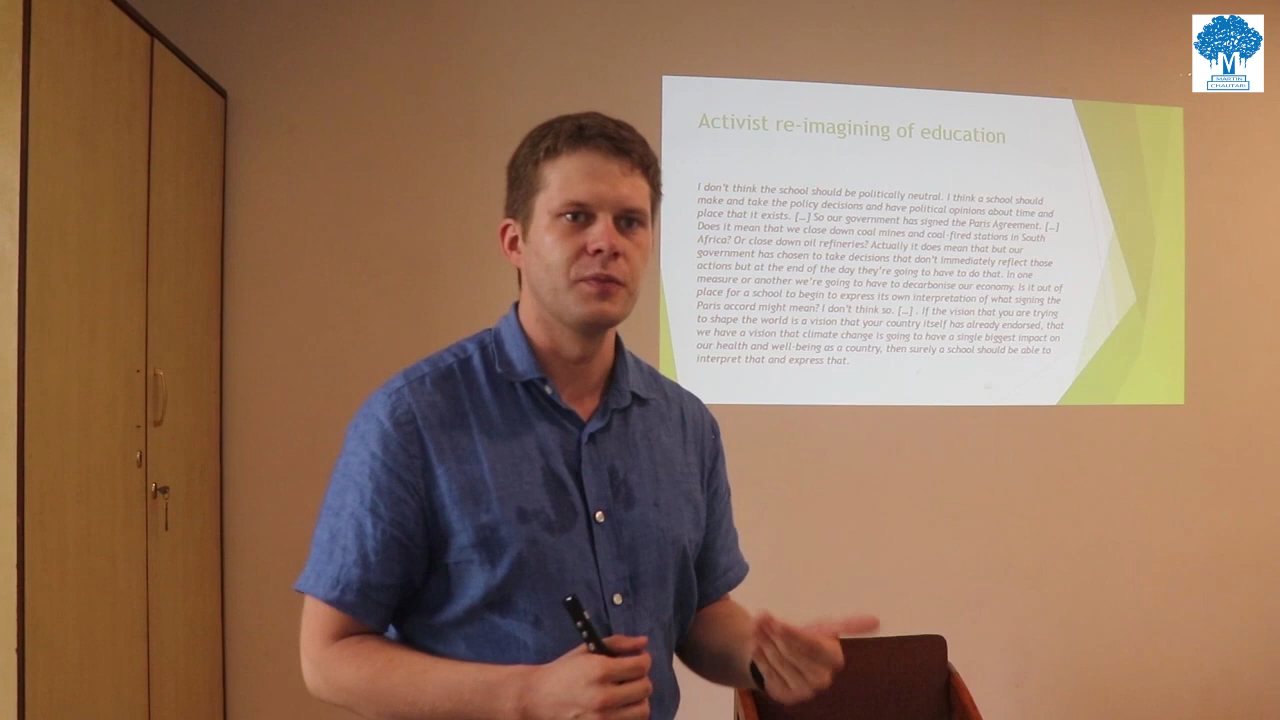 MARTIN
CHAUTARI
Activist re-imagining of education
I don't think the school should be politically neutral. I think a school should
make and take the policy decisions and have political opinions about time and
place that it exists. […] So our government has signed the Paris Agreement. […]
Does it mean that we close down coal mines and coal-fired stations in South
Africa? Or close down oil refineries? Actually it does mean that but our
government has chosen to take decisions that don't immediately reflect those
actions but at the end of the day they're going to have to do that. In one
measure or another we're going to have to decarbonise our economy. Is it out of
place for a school to begin to express its own interpretation of what signing the
Paris accord might mean? I don't think so. […] . If the vision that you are trying
to shape the world is a vision that your country itself has already endorsed, that
we have a vision that climate change is going to have a single biggest impact on
our health and well-being as a country, then surely a school should be able to
interpret that and express that.